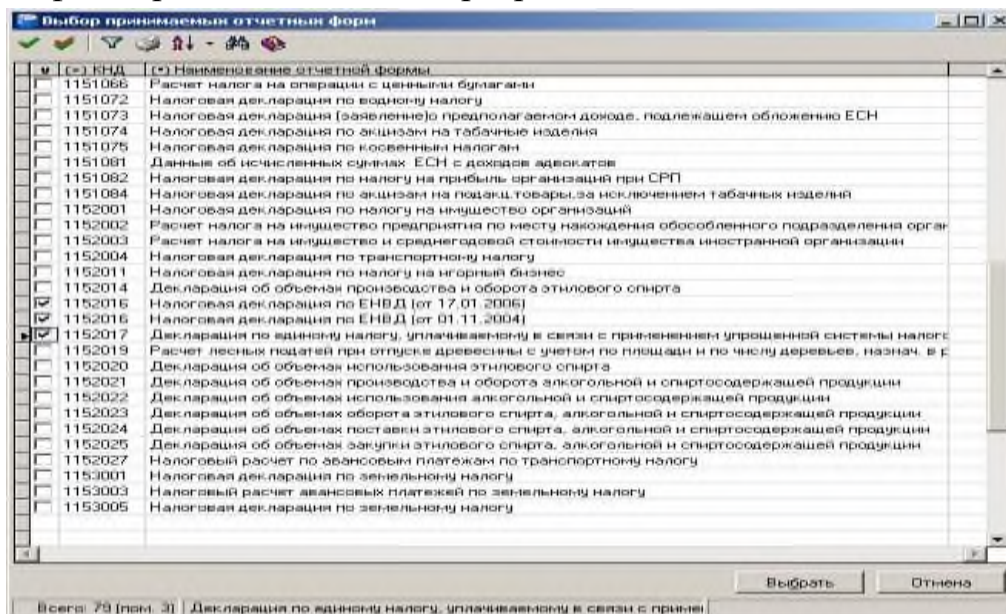 Выбор принимаемых отчетных форм
и (=) КНД (*) Наименование отчетной формы
1151066 Расчет налога на операции с ценными бумагами
1151072 Налоговая декларация по водному налогу
1151073 Налоговая декларация (заявление)о предполагаемом доходе, подлежащем обложению ЕСН
1151074 Налоговая декларация по акцизам на табачные изделия
1151075 Налоговая декларация по косвенным налогам
1151081 Данные об исчисленных суммах ЕСН с доходов адвокатов
1151082 Налоговая декларация по налогу на прибыль организаций при СРП
1151084 Налоговая декларация по акцизам на подакц.товары,за исключением табачных изделий
1152001 Налоговая декларация по налогу на имущество организаций
1152002 Расчет налога на имущество предприятия по месту нахождения обособленного подразделения орган
1152003 Расчет налога на имущество и среднегодовой стоимости имущества иностранной организации
1152004 Налоговая декларация по транспортному налогу
1152011 Налоговая декларация по налогу на игорный бизнес
1152014 Декларация об объемах производства и оборота этилового спирта
1152016 Налоговая декларация по ЕНВД (от 17.01.2006)
1152016 Налоговая декларация по ЕНВД (от 01.11.2004)
1152017 Декларация по единому налогу, уплачиваемому в связи с применением упрощенной системы налого
1152019 Расчет лесных податей при отпуске древесины с учетом по площади и по числу деревьев, назнач. в р
1152020 Декларация об объемах использования этилового спирта
1152021 Декларация об объемах производства и оборота алкогольной и спиртосодержащей продукции
1152022 Декларация об объемах использования алкогольной и спиртосодержащей продукции
1152023 Декларация об объемах оборота этилового спирта, алкогольной и спиртосодержащей продукции
1152024 Декларация об объемах поставки этилового спирта, алкогольной и спиртосодержащей продукции
1152025 Декларация об объемах закупки этилового спирта, алкогольной и спиртосодержащей продукции
1152027 Налоговый расчет по авансовым платежам по транспортному налогу
1153001 Налоговая декларация по земельному налогу
1153003 Налоговый расчет авансовых платежей по земельному налогу
1153005 Налоговая декларация по земельному налогу
Выбрать Отмена
Всего: 79 [пом. 3] Декларация по единому налогу, уплачиваемому в связи с примен